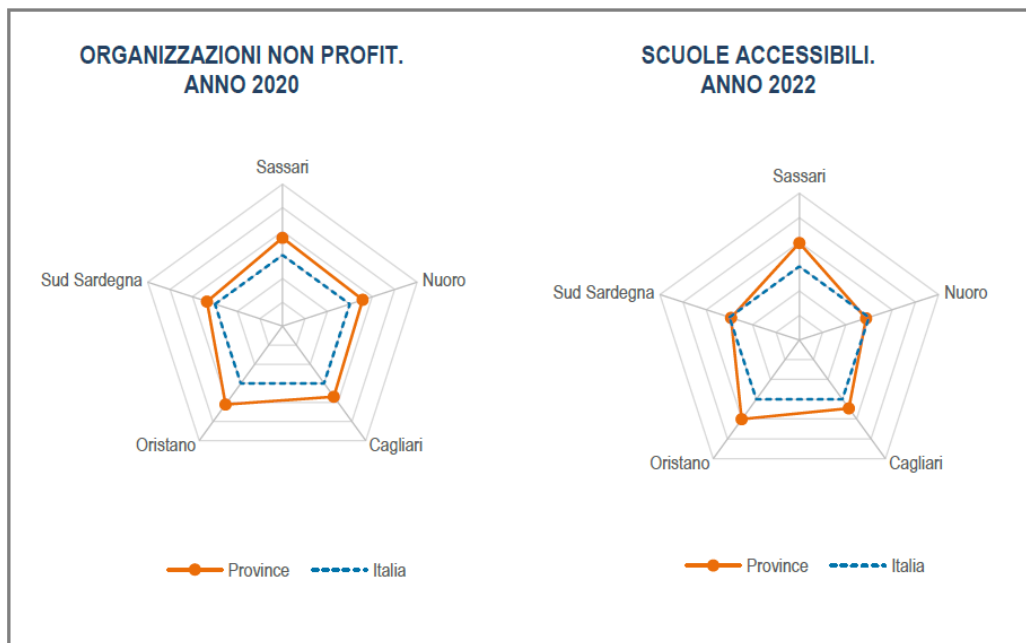 ORGANIZZAZIONI NON PROFIT.
ANNO 2020
Sassari
Sud Sardegna
Nuoro
Oristano
Cagliari
Province
Italia
SCUOLE ACCESSIBILI.
ANNO 2022
Sassari
Sud Sardegna
Nuoro
Oristano
Cagliari
Province
Italia